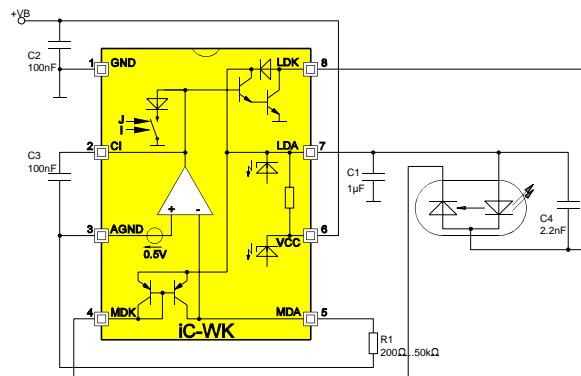 +VB
C2
100nF
1
GND
LDK
8
J
I
2
CI
LDA
7
C3
100nF
C1
1µF
C4
2.2nF
+
-
3
AGND
0.5V
VCC
6
4
MDK
MDA
5
iC-WK
R1
200Ω...50kΩ